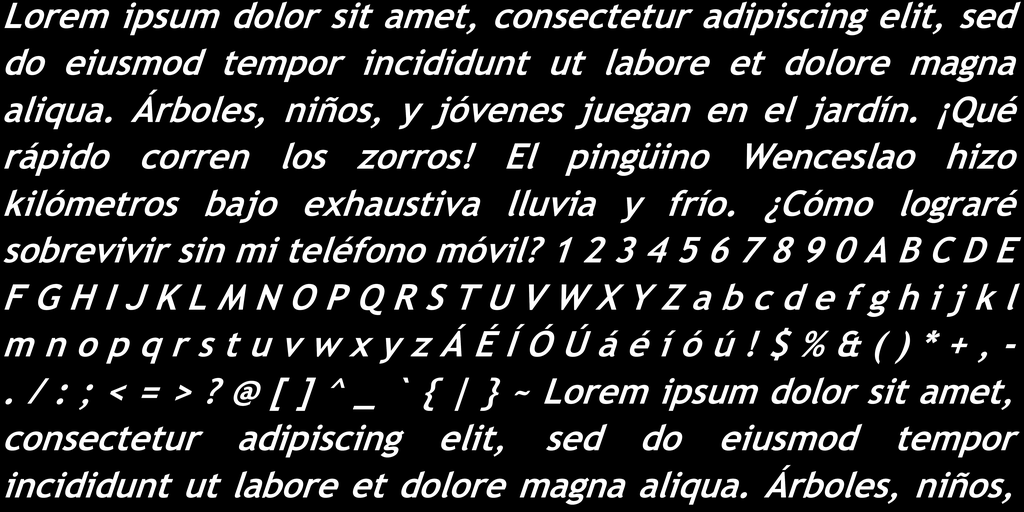 Lorem ipsum dolor sit amet, consectetur adipiscing elit, sed
do eiusmod tempor incididunt ut labore et dolore magna
aliqua. Árboles, niños, y jóvenes juegan en el jardín. ¡Qué
rápido corren los zorros! El pingüino Wenceslao hizo
kilómetros bajo exhaustiva lluvia y frío. ¿Cómo lograré
sobrevivir sin mi teléfono móvil? 1 2 3 4 5 6 7 8 9 0 A B C D E
F G H I J K L M N O P Q R S T U V W X Y Z a b c d e f g h i j k l
m n o p q r s t u v w x y z Á É Í Ó Ú á é í ó ú ! $ % & ( ) * + , -
. / : ; < = > ? @ [ ] ^ _ ` { | } ~ Lorem ipsum dolor sit amet,
consectetur adipiscing elit, sed do eiusmod tempor
incididunt ut labore et dolore magna aliqua. Árboles, niños,